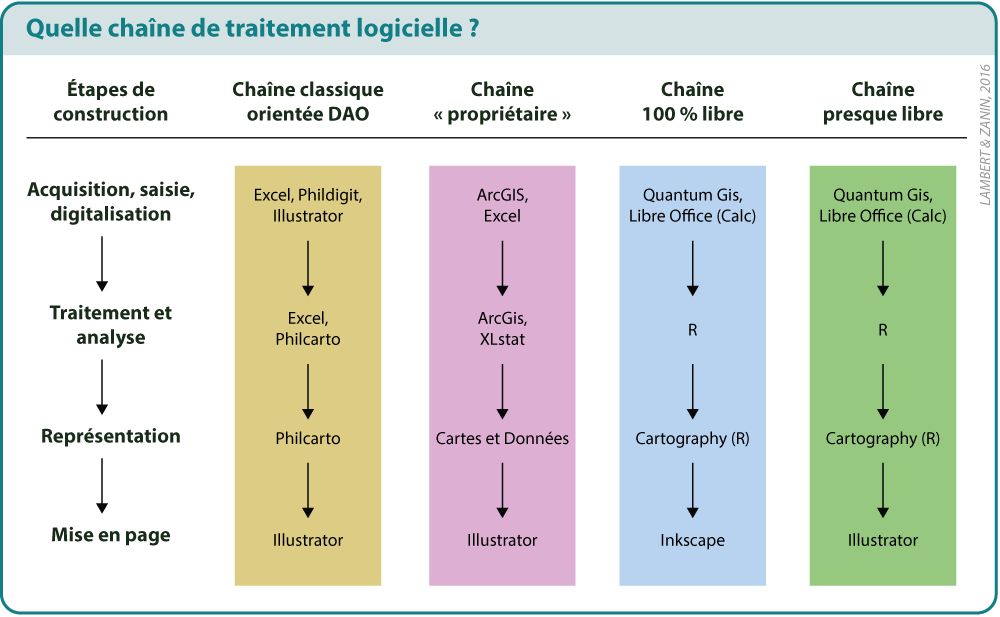 Quelle chaîne de traitement logicielle ?
LAMBERT & ZANIN, 2016
Étapes de
construction
Chaîne classique
orientée DAO
Chaîne
« propriétaire »
Chaîne
100 % libre
Chaîne
presque libre
Acquisition, saisie,
digitalisation
Excel, Phildigit,
Illustrator
ArcGIS,
Excel
Quantum Gis,
Libre Office (Calc)
Quantum Gis,
Libre Office (Calc)
Traitement et
analyse
Excel,
Philcarto
ArcGis,
XLstat
R
R
Représentation
Philcarto
Cartes et Données
Cartography (R)
Cartography (R)
Mise en page
Illustrator
Illustrator
Inkscape
Illustrator